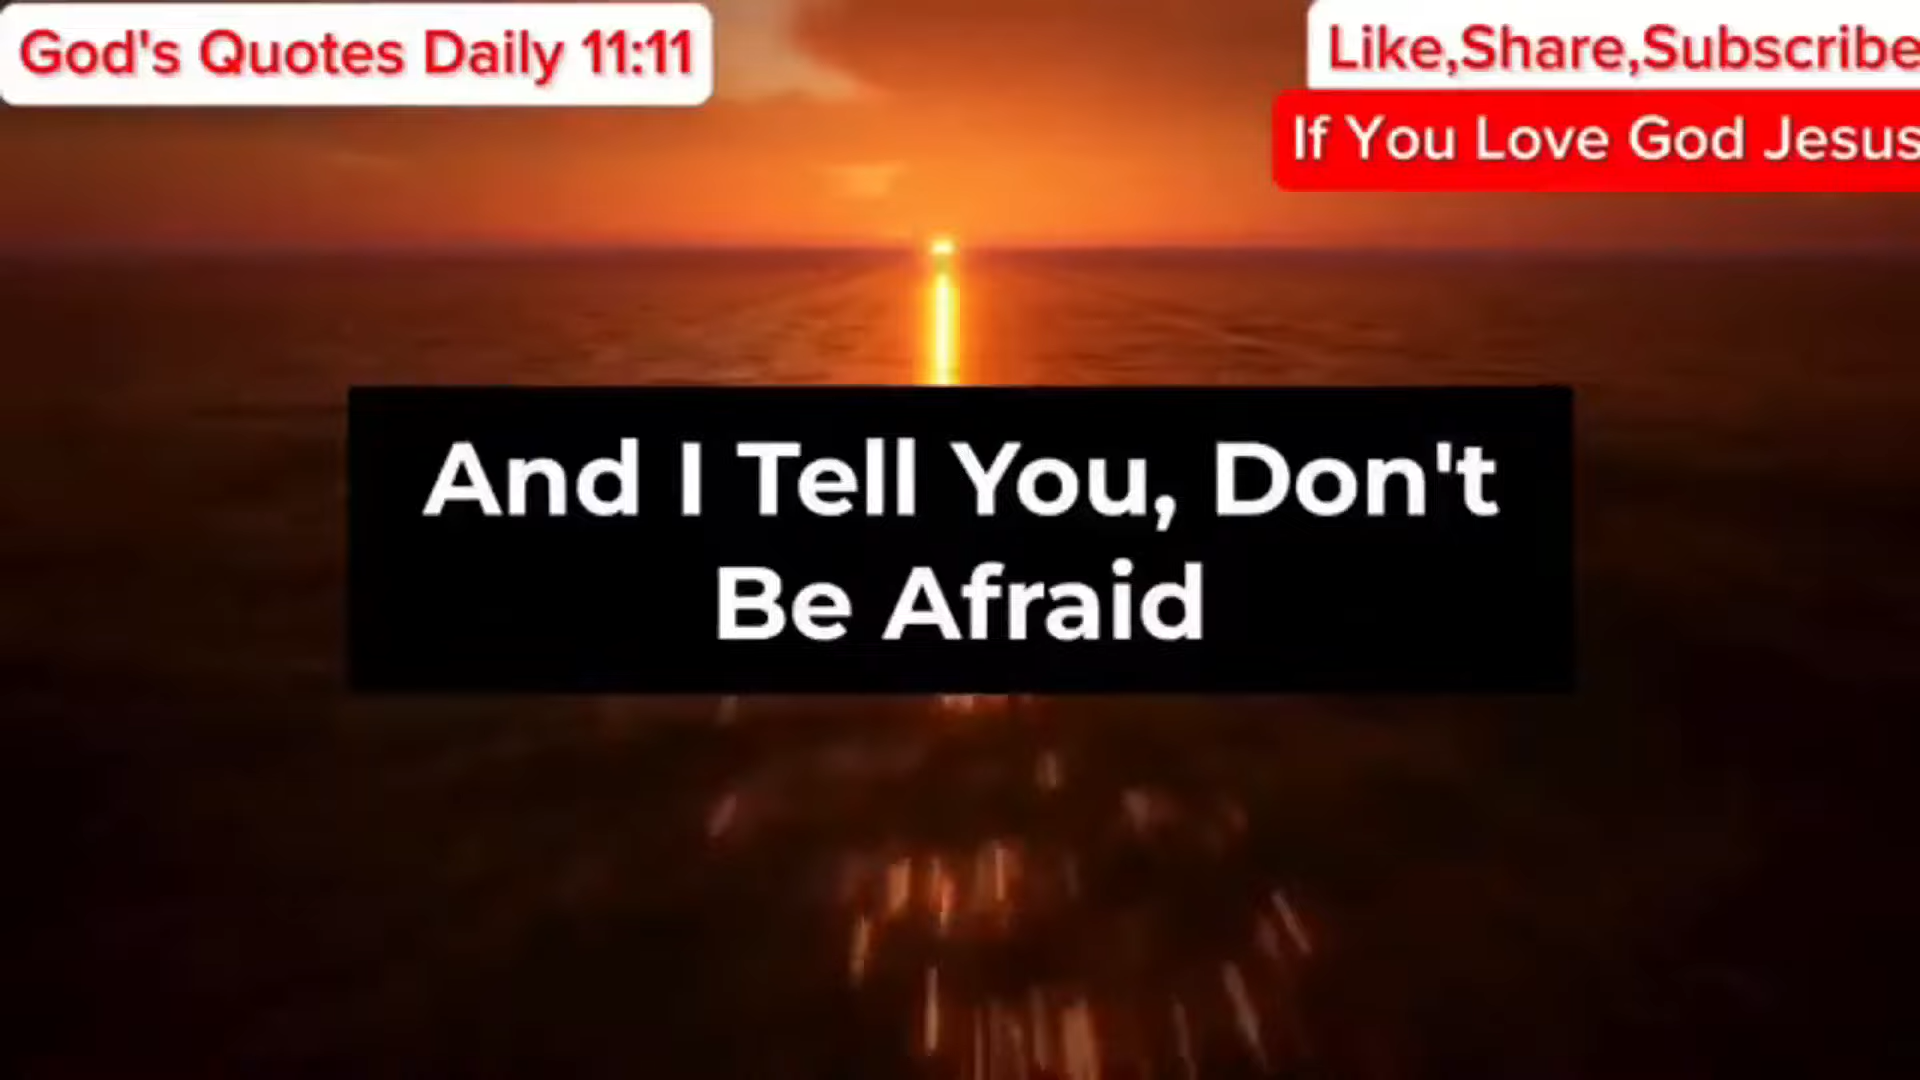 God's Quotes Daily 11:11
Like,Share,Subscribe
If You Love God Jesus
And I Tell You, Don't
Be Afraid